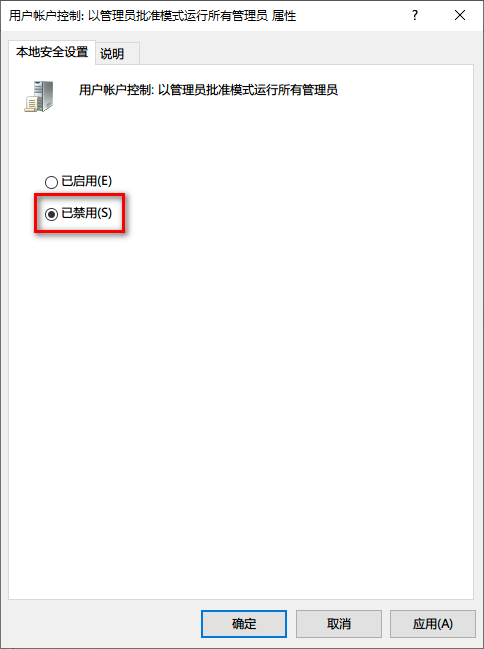 用户帐户控制: 以管理员批准模式运行所有管理员 属性
?
本地安全设置 说明
用户帐户控制: 以管理员批准模式运行所有管理员
已启用(E)
已禁用(S)
确定 取消 应用(A)